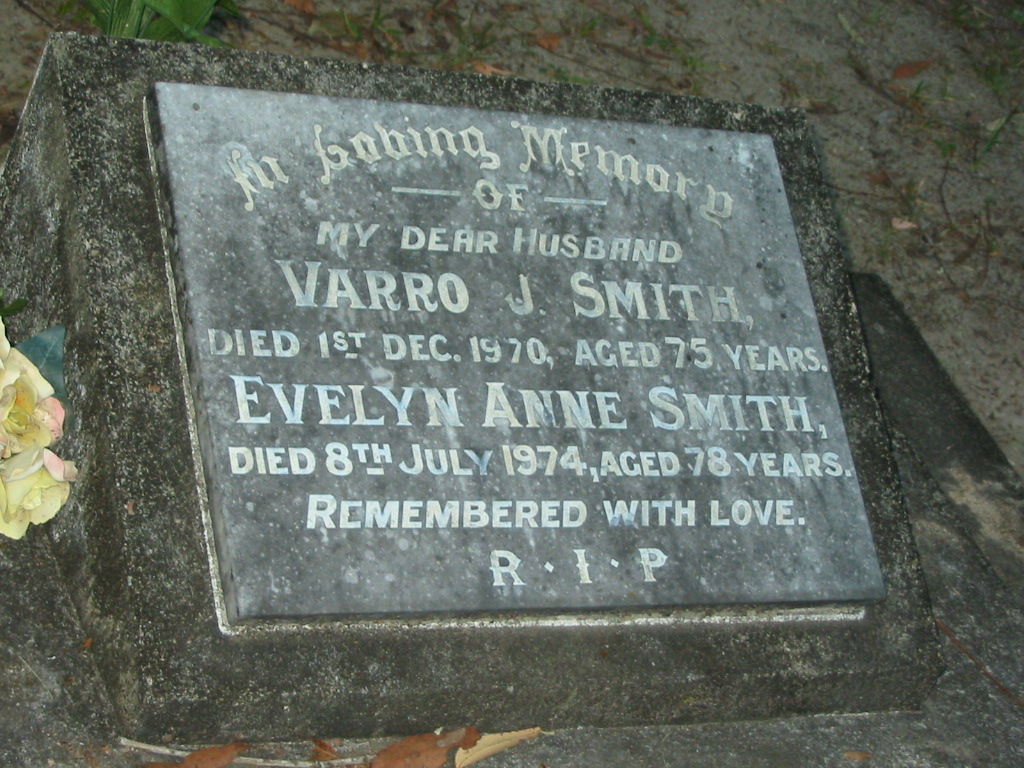 In Loving Memory
OF
MY DEAR HUSBAND
VARRO J. SMITH,
DIED 1ST DEC. 1970, AGED 75 YEARS.
EVELYN ANNE SMITH,
DIED 8TH JULY 1974, AGED 78 YEARS.
REMEMBERED WITH LOVE.
R · I · P